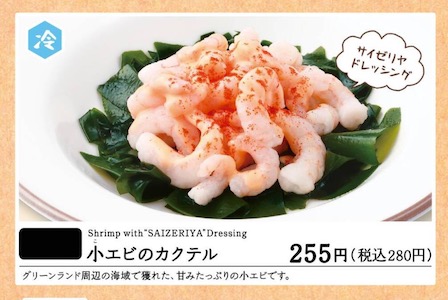 冷
サイゼリヤ
ドレッシング
Shrimp with"SAIZERIYA"Dressing
こ
小エビのカクテル
255円(税込280円)
グリーンランド周辺の海域で獲れた、甘みたっぷりの小エビです。